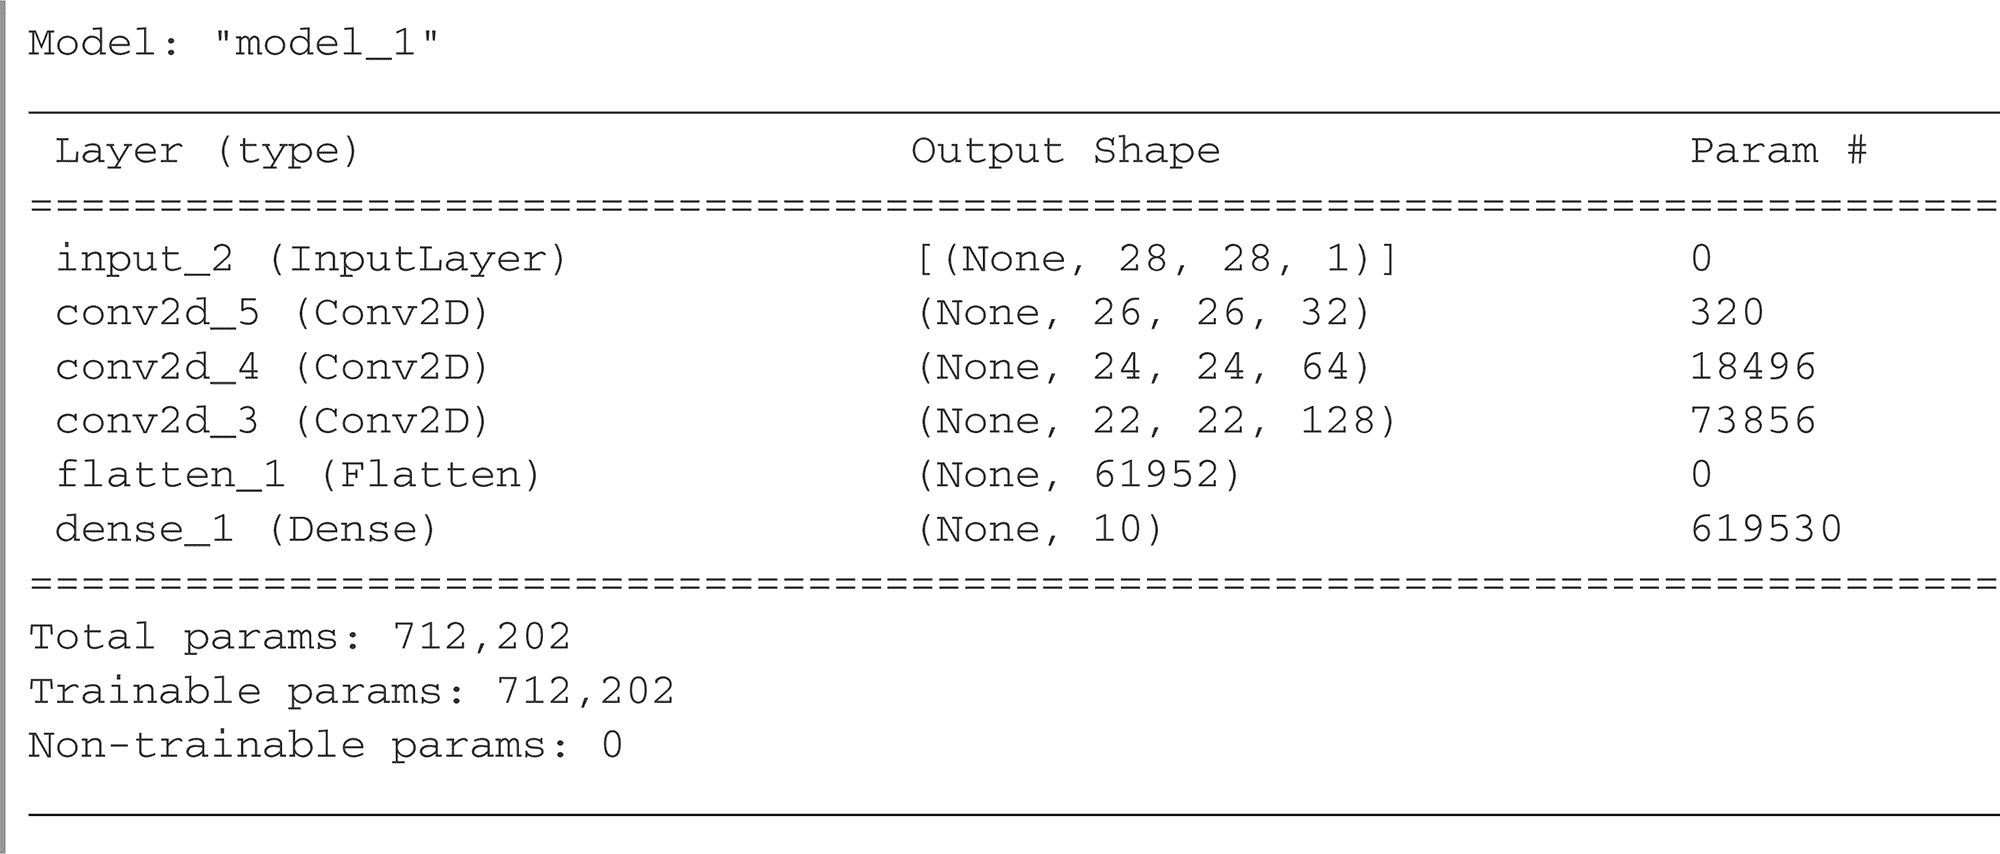 Model: "model_1"
Layer (type) Output Shape Param #
=================================================================
input_2 (InputLayer) [(None, 28, 28, 1)] 0
conv2d_5 (Conv2D) (None, 26, 26, 32) 320
conv2d_4 (Conv2D) (None, 24, 24, 64) 18496
conv2d_3 (Conv2D) (None, 22, 22, 128) 73856
flatten_1 (Flatten) (None, 61952) 0
dense_1 (Dense) (None, 10) 619530
=================================================================
Total params: 712,202
Trainable params: 712,202
Non-trainable params: 0